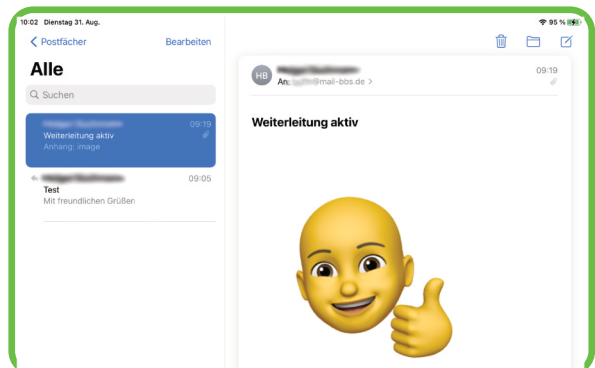 10:02 Dienstag 31. Aug.
95 %
Postfächer
Bearbeiten
Alle
Suchen
09:19
Weiterleitung aktiv
Anhang: image
09:05
Test
Mit freundlichen Grüßen
HB
09:19
An: @mail-bbs.de >
Weiterleitung aktiv